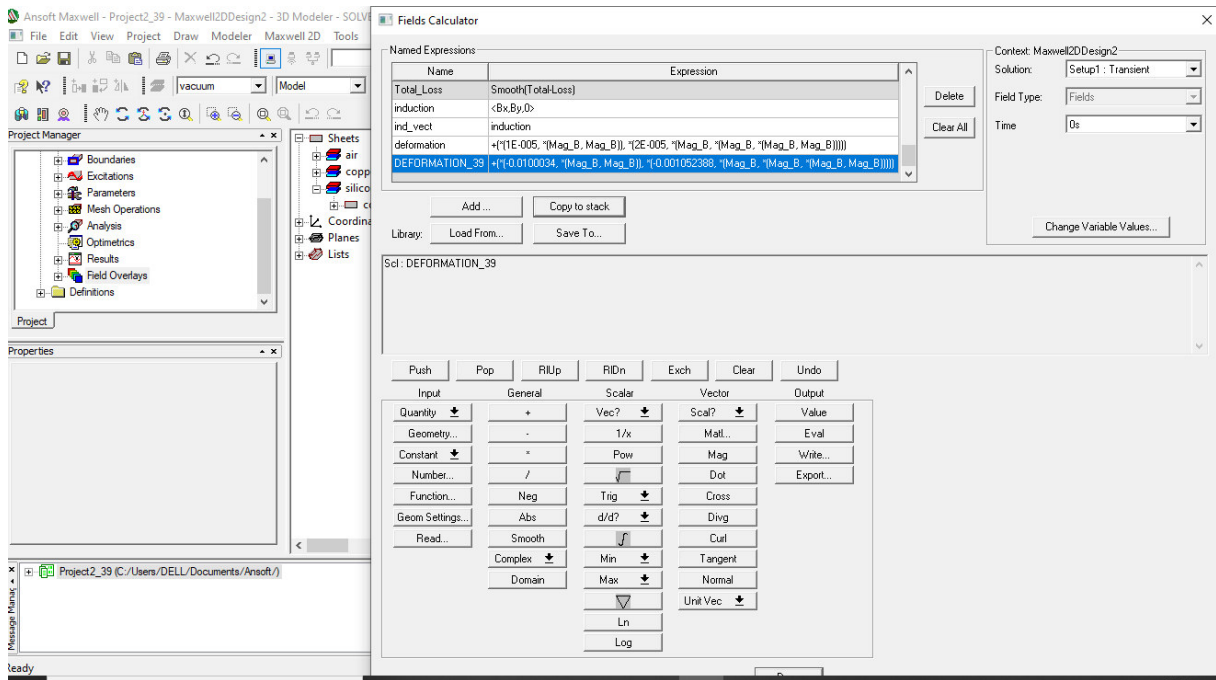 Ansoft Maxwell - Project2_39 - Maxwell2DDesign2 - 3D Modeler - SOLVE
File Edit View Project Draw Modeler Maxwell 2D Tools
vacuum Model
Project Manager
Boundaries
Excitations
Parameters
Mesh Operations
Analysis
Optimetrics
Results
Field Overlays
Definitions
Project
Sheets
air
copp
silico
co
Coordina
Planes
Lists
Properties
Project2_39 (C:/Users/DELL/Documents/Ansoft/)
Message Manag
Ready
Fields Calculator
Named Expressions
Name Expression
Total_Loss Smooth(Total-Loss)
induction <Bx,By,0>
ind_vect induction
deformation +(*(1E-005, *(Mag_B, Mag_B)), *(2E-005, *(Mag_B, *(Mag_B, *(Mag_B, Mag_B)))))
DEFORMATION_39 +(*(-0.0100034, *(Mag_B, Mag_B)), *(-0.001052388, *(Mag_B, *(Mag_B, *(Mag_B, Mag_B)))))
Delete
Clear All
Context: Maxwell2DDesign2
Solution: Setup1 : Transient
Field Type: Fields
Time 0s
Change Variable Values...
Add ... Copy to stack
Library: Load From... Save To...
Scl : DEFORMATION_39
Push Pop RlUp RlDn Exch Clear Undo
Input General Scalar Vector Output
Quantity + Vec? Scal? Value
Geometry... - 1/x Matl... Eval
Constant * Pow Mag Write...
Number... / √ Dot Export...
Function... Neg Trig Cross
Geom Settings... Abs d/d? Divg
Read... Smooth ∫ Curl
Complex Min Tangent
Domain Max Normal
▽ Unit Vec
Ln
Log